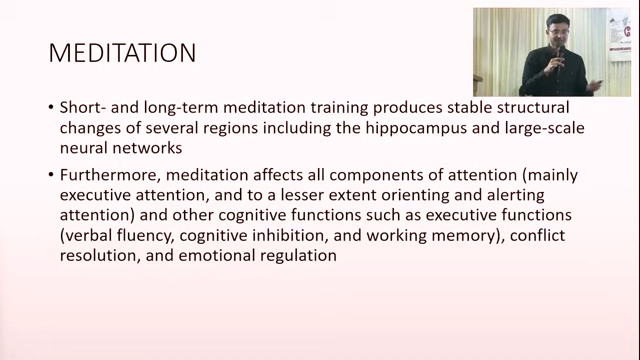 MEDITATION
• Short- and long-term meditation training produces stable structural
changes of several regions including the hippocampus and large-scale
neural networks
• Furthermore, meditation affects all components of attention (mainly
executive attention, and to a lesser extent orienting and alerting
attention) and other cognitive functions such as executive functions
(verbal fluency, cognitive inhibition, and working memory), conflict
resolution, and emotional regulation